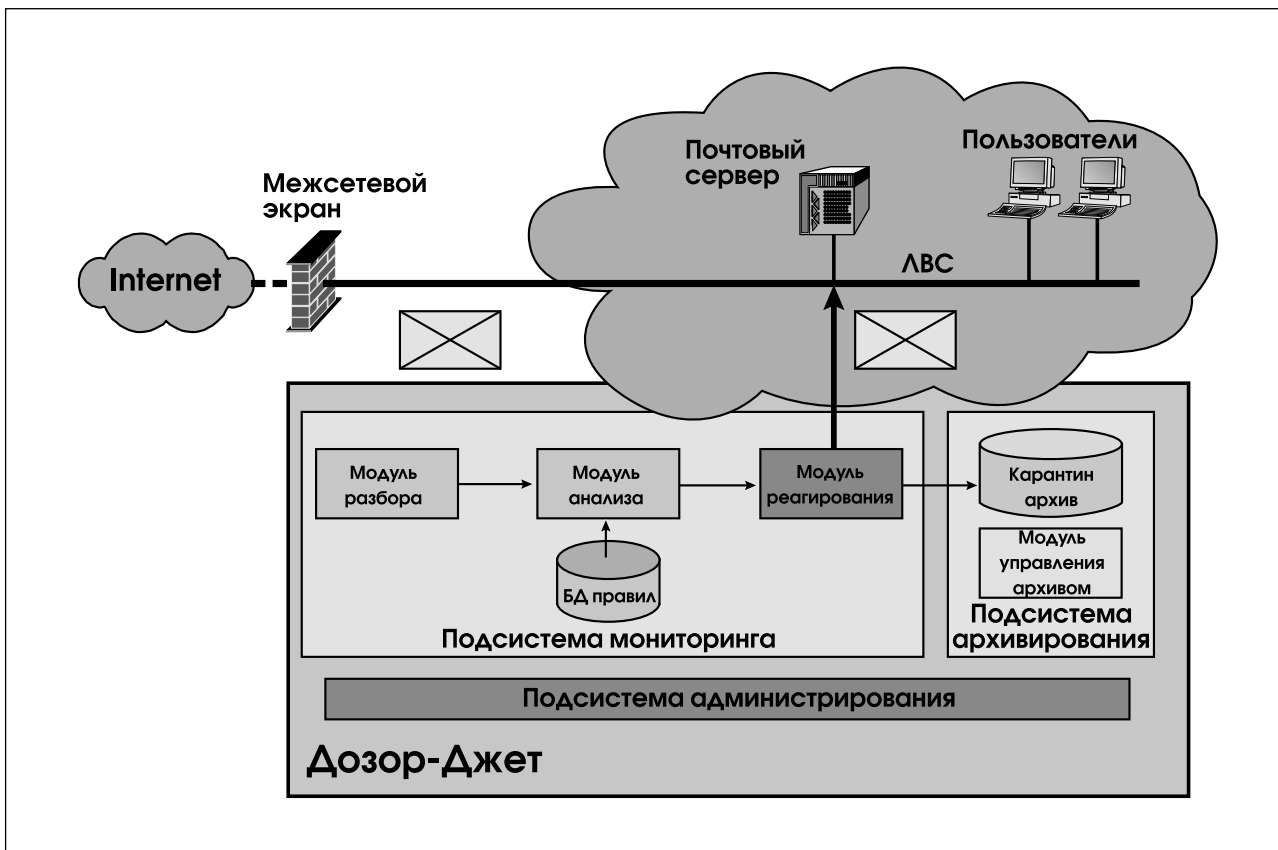 Почтовый
сервер
Пользователи
Межсетевой
экран
Internet
ЛВС
Модуль
разбора
Модуль
анализа
Модуль
реагирования
Карантин
архив
БД правил
Модуль
управления
архивом
Подсистема мониторинга
Подсистема
архивирования
Подсистема администрирования
Дозор-Джет